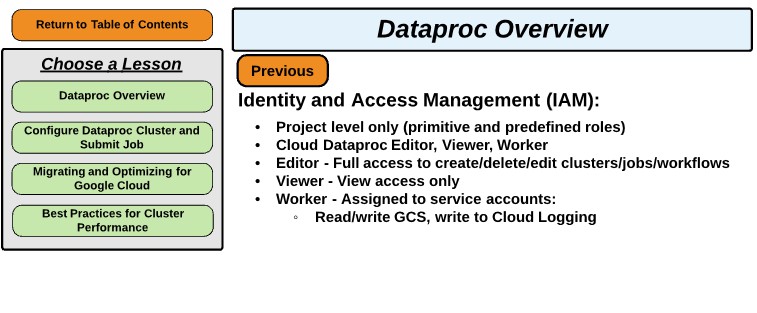 Return to Table of Contents
Choose a Lesson
Dataproc Overview
Configure Dataproc Cluster and
Submit Job
Migrating and Optimizing for
Google Cloud
Best Practices for Cluster
Performance
Dataproc Overview
Previous
Identity and Access Management (IAM):
• Project level only (primitive and predefined roles)
• Cloud Dataproc Editor, Viewer, Worker
• Editor - Full access to create/delete/edit clusters/jobs/workflows
• Viewer - View access only
• Worker - Assigned to service accounts:
◦ Read/write GCS, write to Cloud Logging